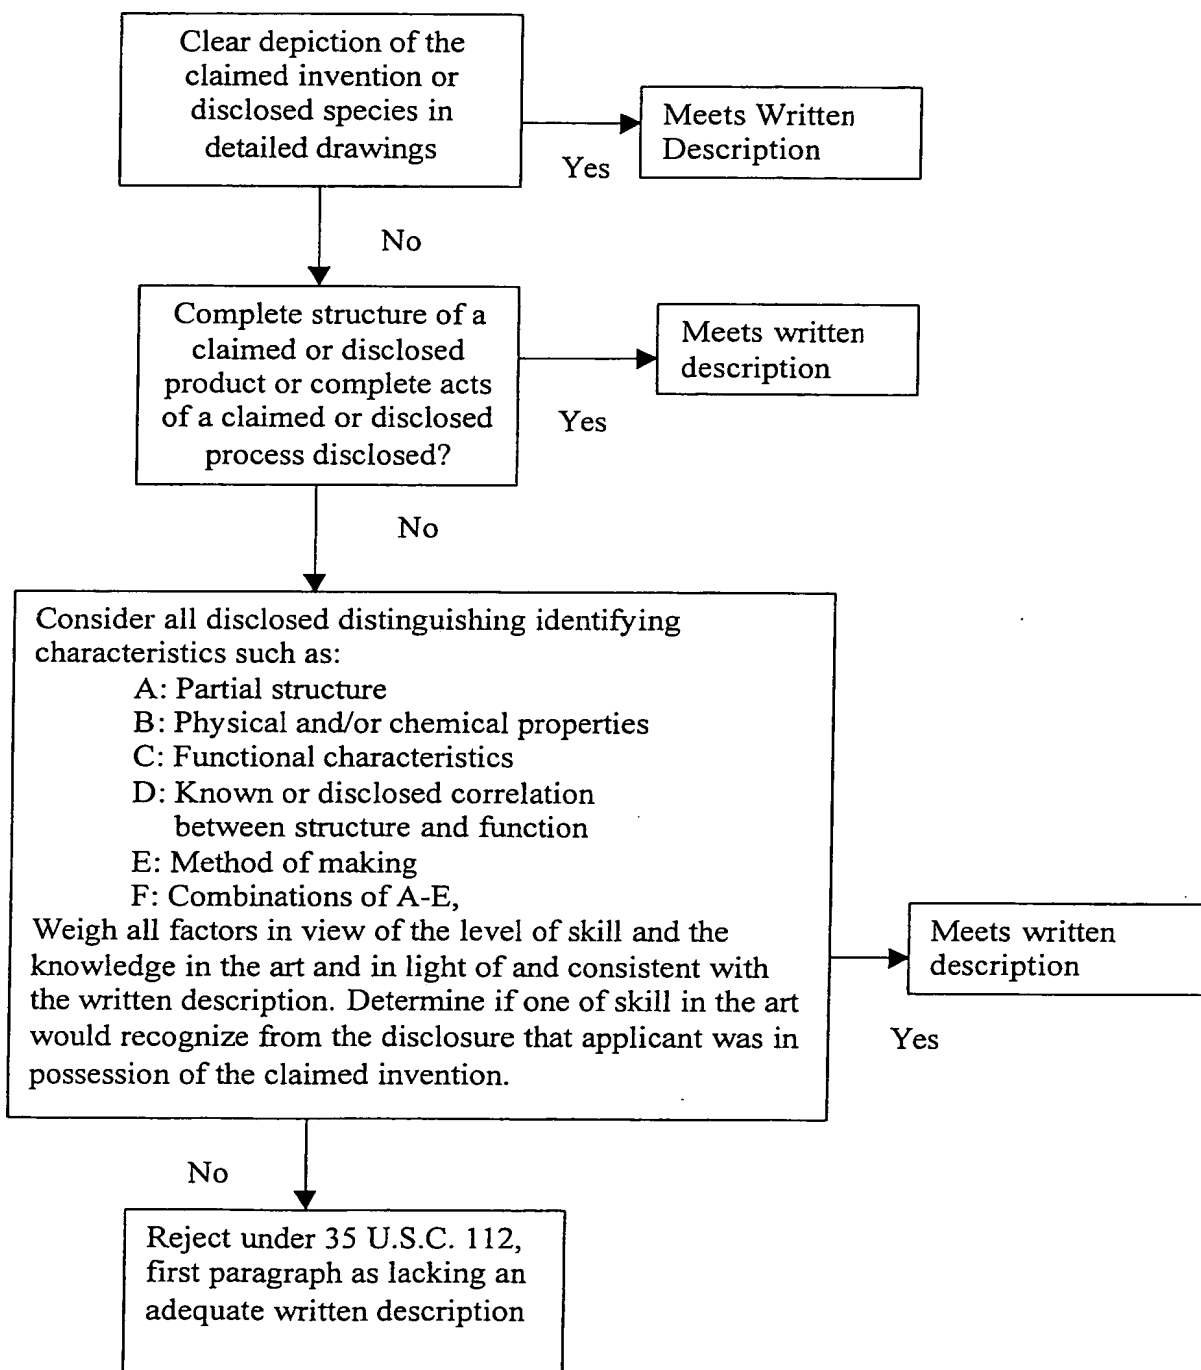 Clear depiction of the
claimed invention or
disclosed species in
detailed drawings
Meets Written
Description
Yes
No
Complete structure of a
claimed or disclosed
product or complete acts
of a claimed or disclosed
process disclosed?
Meets written
description
Yes
No
Consider all disclosed distinguishing identifying
characteristics such as:
A: Partial structure
B: Physical and/or chemical properties
C: Functional characteristics
D: Known or disclosed correlation
between structure and function
E: Method of making
F: Combinations of A-E,
Weigh all factors in view of the level of skill and the
knowledge in the art and in light of and consistent with
the written description. Determine if one of skill in the art
would recognize from the disclosure that applicant was in
possession of the claimed invention.
Meets written
description
Yes
No
Reject under 35 U.S.C. 112,
first paragraph as lacking an
adequate written description